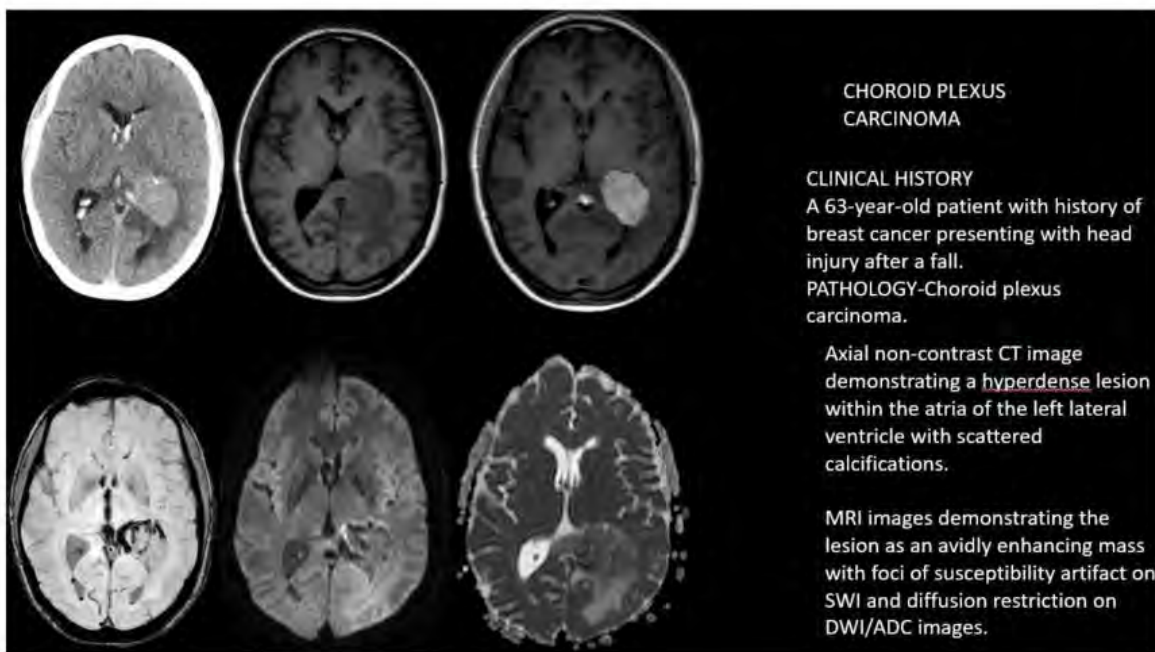 CHOROID PLEXUS
CARCINOMA
CLINICAL HISTORY
A 63-year-old patient with history of
breast cancer presenting with head
injury after a fall.
PATHOLOGY-Choroid plexus
carcinoma.
Axial non-contrast CT image
demonstrating a hyperdense lesion
within the atria of the left lateral
ventricle with scattered
calcifications.
MRI images demonstrating the
lesion as an avidly enhancing mass
with foci of susceptibility artifact on
SWI and diffusion restriction on
DWI/ADC images.